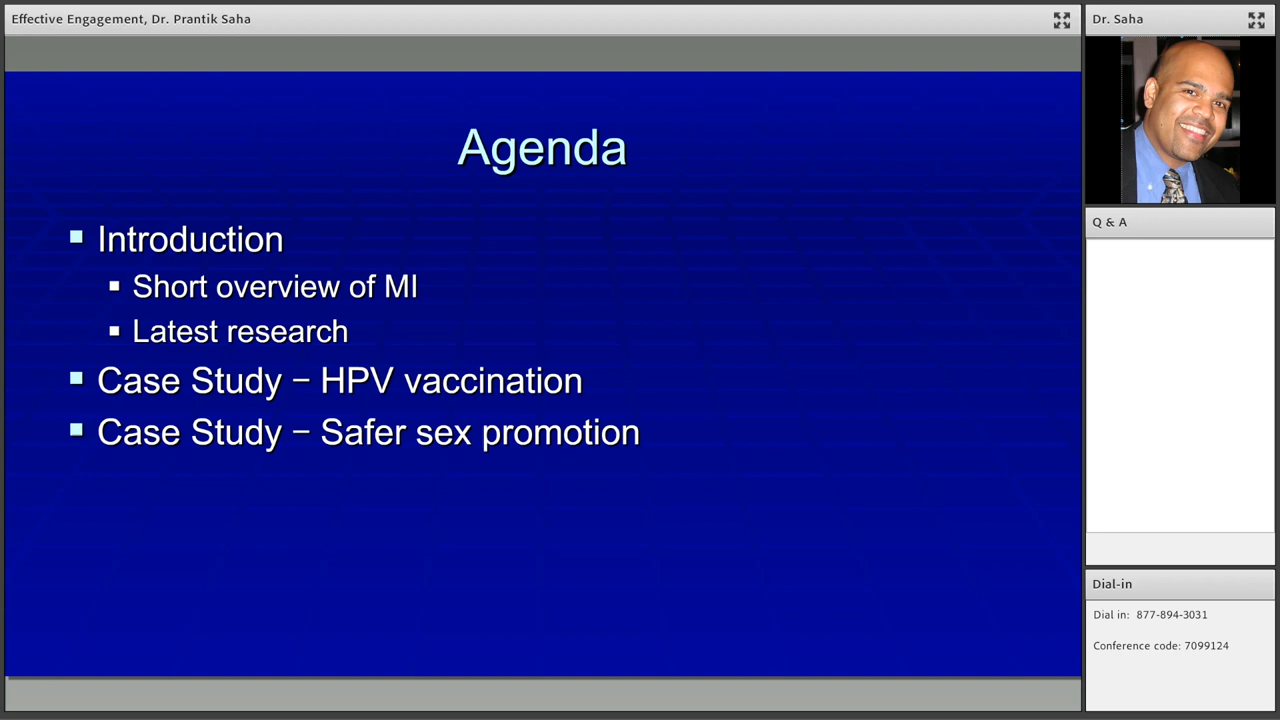 Effective Engagement, Dr. Prantik Saha
Agenda
Introduction
Short overview of MI
Latest research
Case Study – HPV vaccination
Case Study – Safer sex promotion
Dr. Saha
Q & A
Dial-in
Dial in: 877-894-3031
Conference code: 7099124